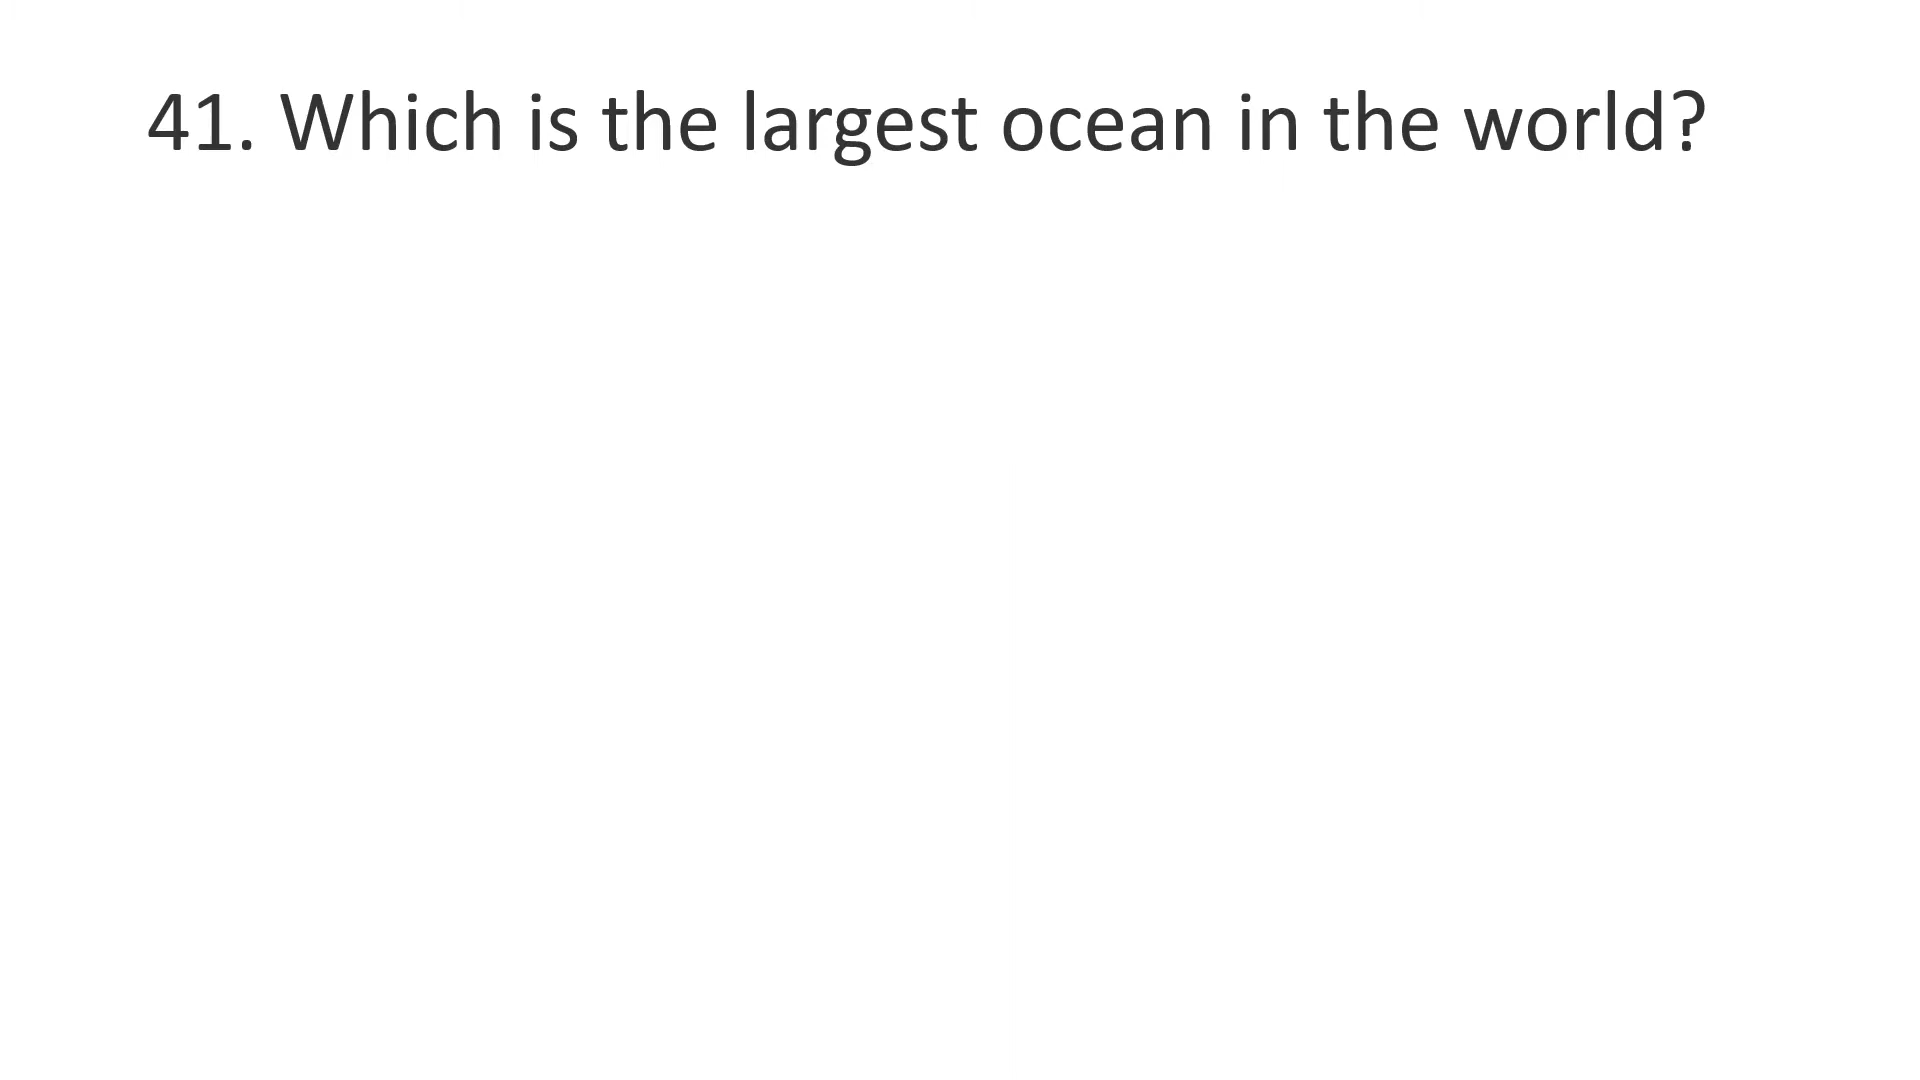 41. Which is the largest ocean in the world?